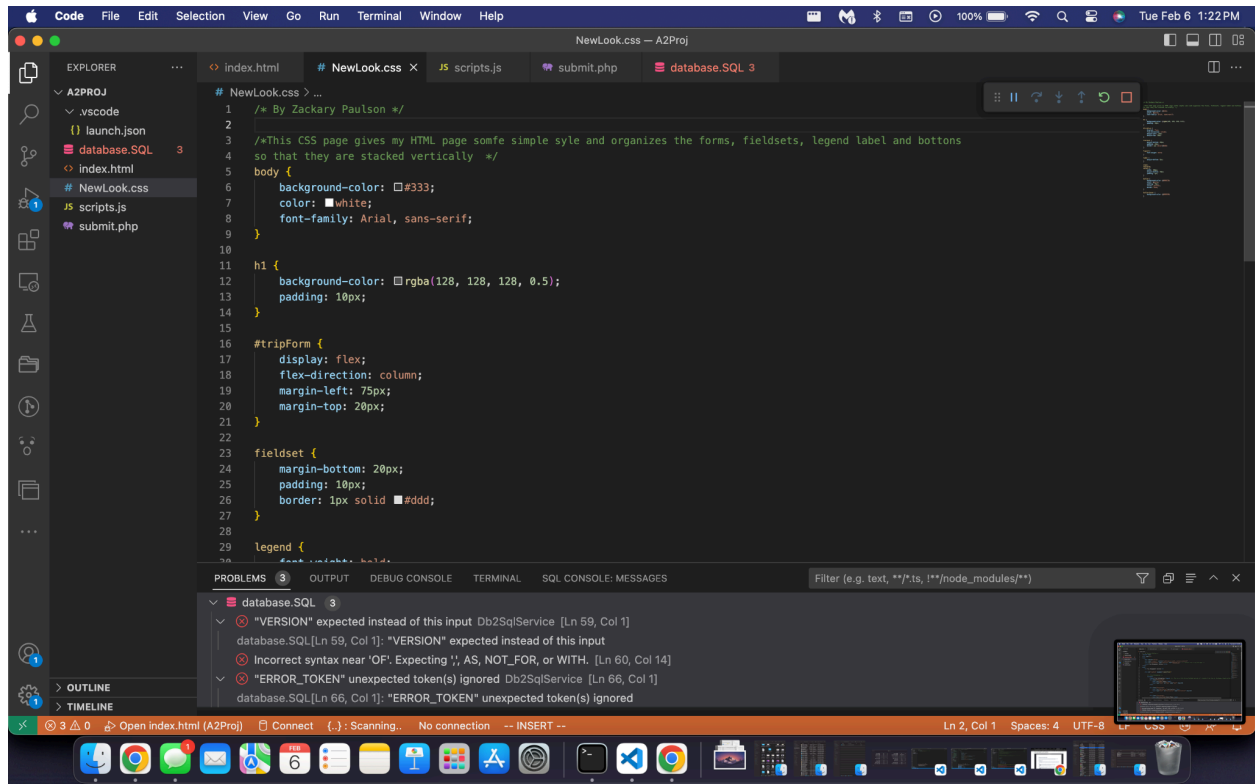 Code File Edit Selection View Go Run Terminal Window Help 100% Tue Feb 6 1:22 PM
NewLook.css — A2Proj
EXPLORER
index.html
# NewLook.css
JS scripts.js
submit.php
database.SQL 3
A2PROJ
.vscode
{} launch.json
database.SQL 3
index.html
# NewLook.css
JS scripts.js
submit.php
# NewLook.css > ...
1 /* By Zackary Paulson */
2
3 /*This CSS page gives my HTML page somfe simple syle and organizes the forms, fieldsets, legend label and bottons
4 so that they are stacked vertically */
5 body {
6 background-color: #333;
7 color: white;
8 font-family: Arial, sans-serif;
9 }
10
11 h1 {
12 background-color: rgba(128, 128, 128, 0.5);
13 padding: 10px;
14 }
15
16 #tripForm {
17 display: flex;
18 flex-direction: column;
19 margin-left: 75px;
20 margin-top: 20px;
21 }
22
23 fieldset {
24 margin-bottom: 20px;
25 padding: 10px;
26 border: 1px solid #ddd;
27 }
28
29 legend {
PROBLEMS 3 OUTPUT DEBUG CONSOLE TERMINAL SQL CONSOLE: MESSAGES Filter (e.g. text, **/*.ts, !**/node_modules/**)
database.SQL 3
"VERSION" expected instead of this input Db2SqlService [Ln 59, Col 1]
database.SQL[Ln 59, Col 1]: "VERSION" expected instead of this input
Incorrect syntax near 'OF'. Expecting ',', AS, NOT_FOR, or WITH. [Ln 60, Col 14]
"ERROR_TOKEN" unexpected token(s) ignored Db2SqlService [Ln 66, Col 1]
database.SQL[Ln 66, Col 1]: "ERROR_TOKEN" unexpected token(s) ignored
OUTLINE
TIMELINE
3 0 Open index.html (A2Proj) Connect {..} : Scanning.. No connection -- INSERT -- Ln 2, Col 1 Spaces: 4 UTF-8 LF CSS
FEB
6
1
1
1